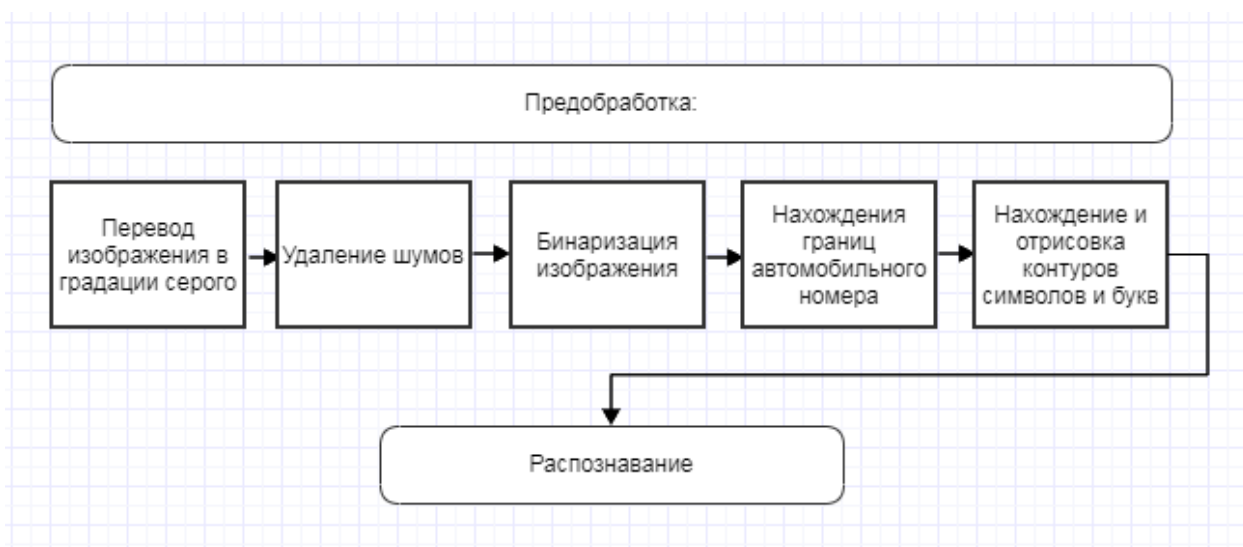 Предобработка:
Перевод
изображения в
градации серого
Удаление шумов
Бинаризация
изображения
Нахождения
границ
автомобильного
номера
Нахождение и
отрисовка
контуров
символов и букв
Распознавание